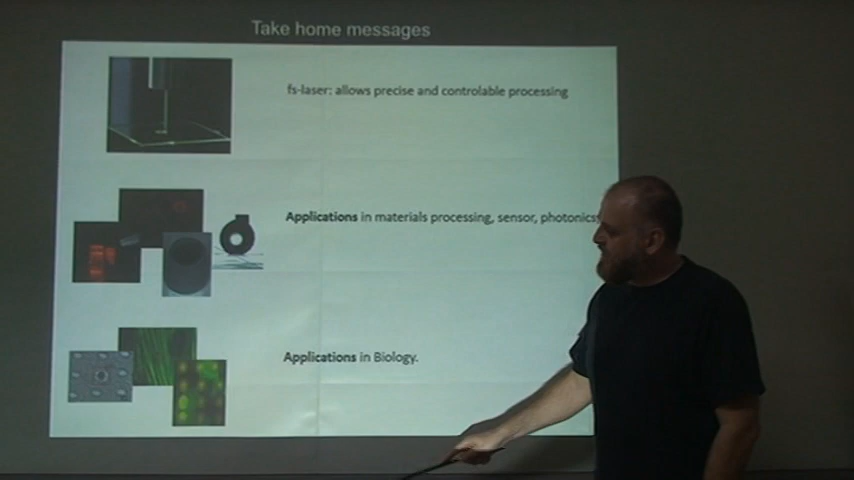 Take home messages
fs-laser: allows precise and controlable processing
Applications in materials processing, sensor, photonics,
Applications in Biology.